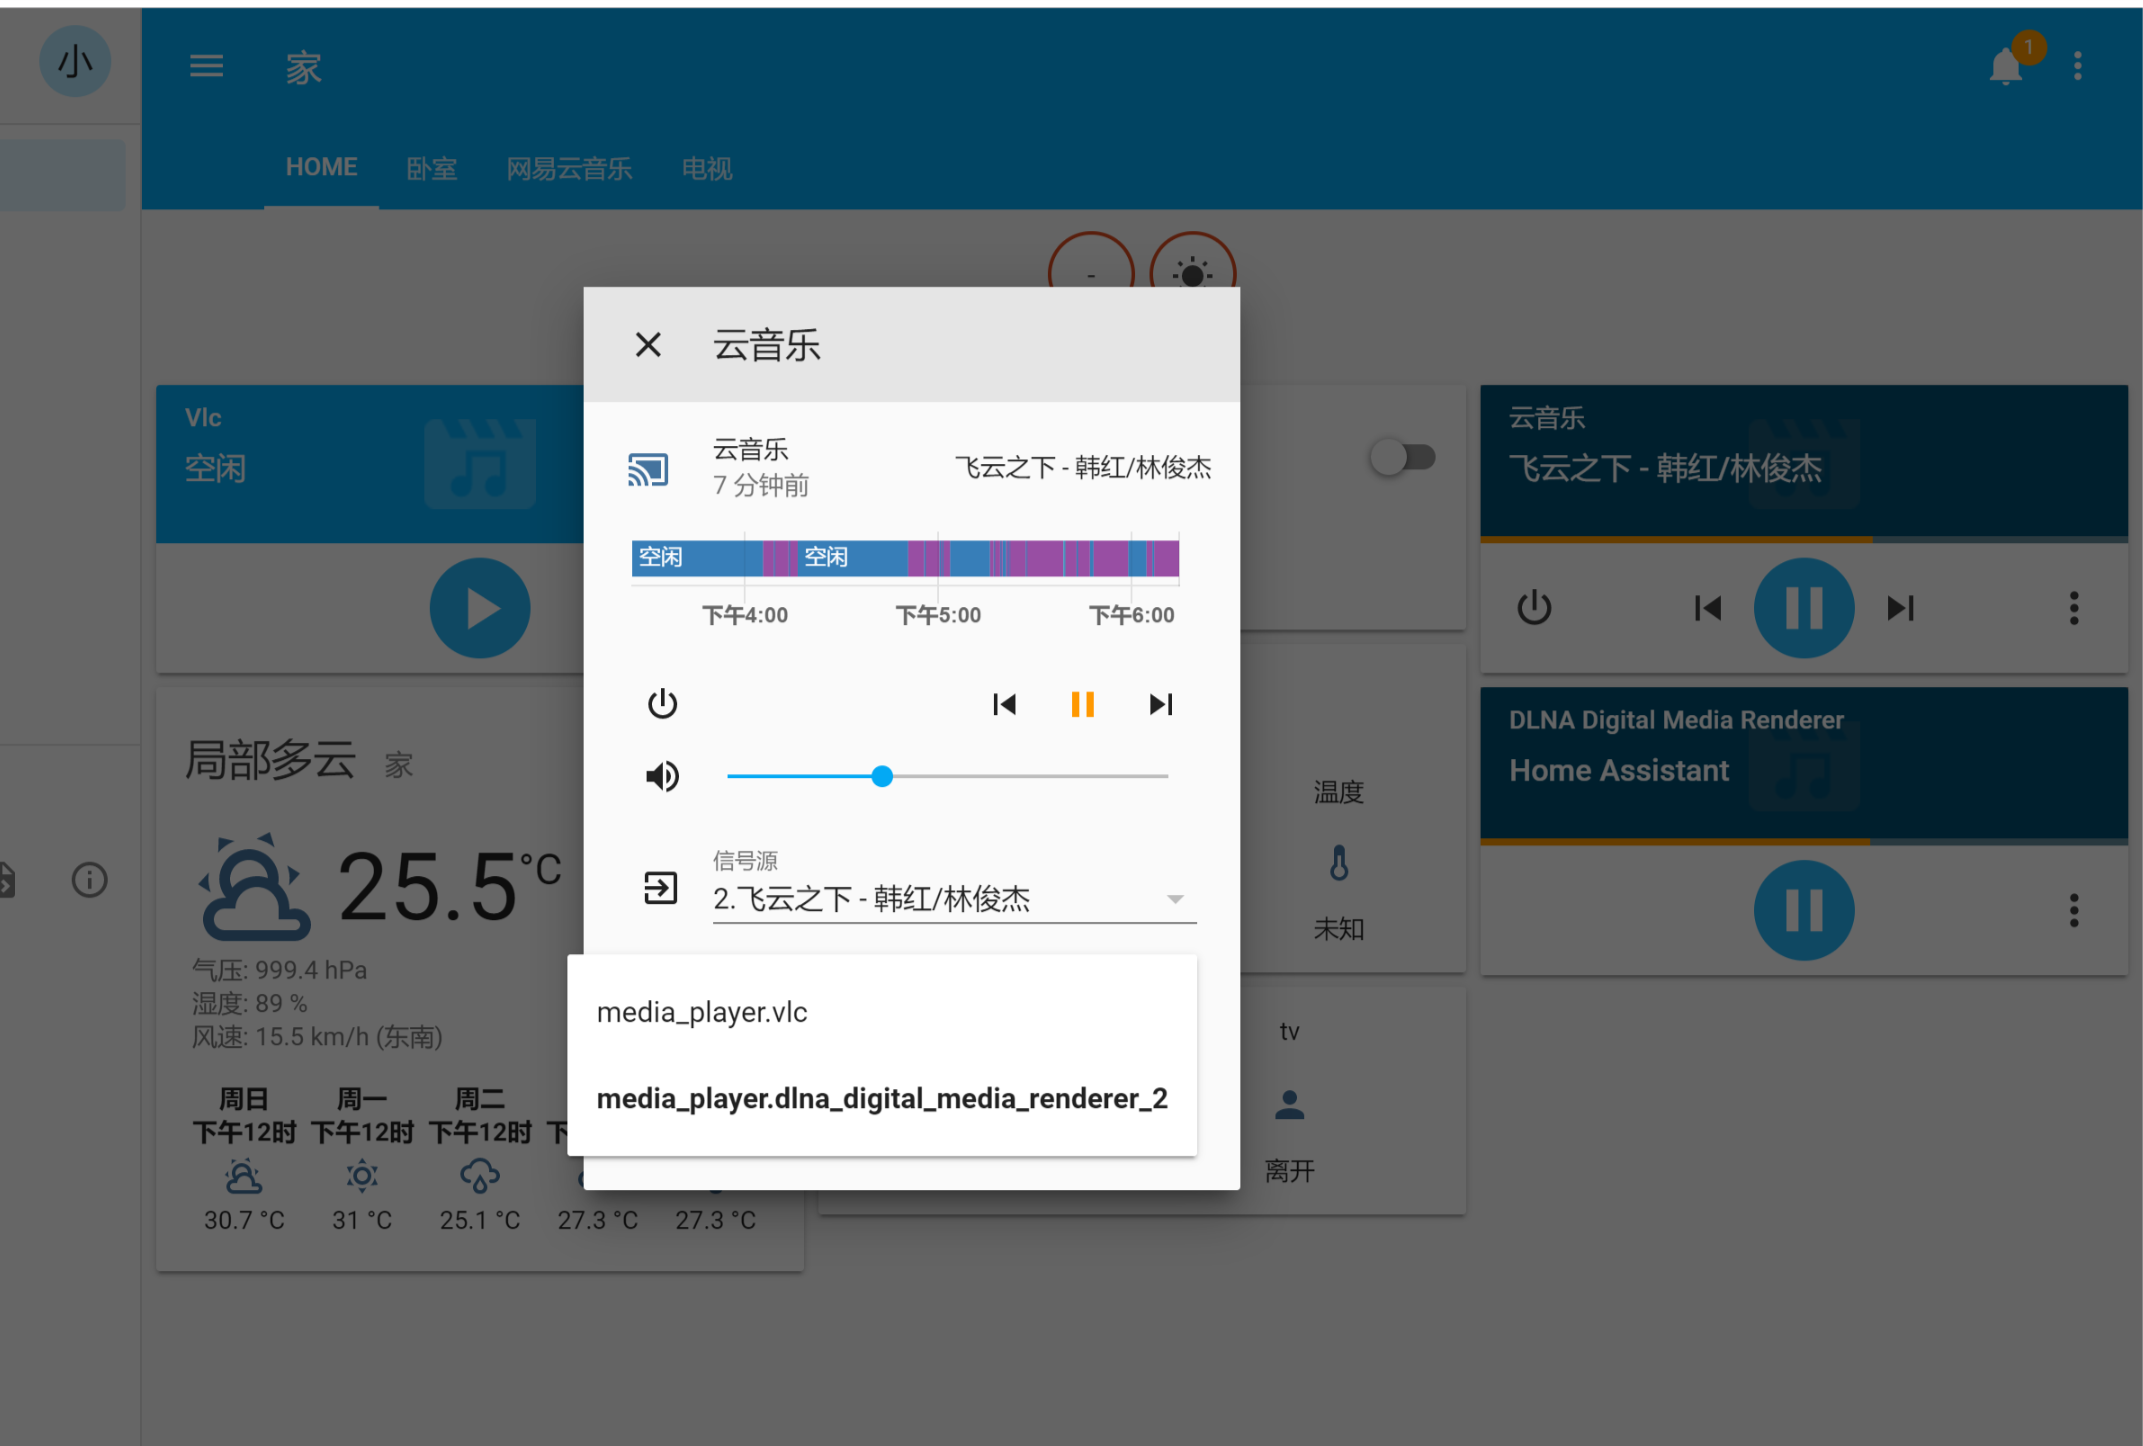 小
家
1
HOME
卧室
网易云音乐
电视
-
云音乐
云音乐
7 分钟前
飞云之下 - 韩红/林俊杰
空闲
空闲
下午4:00
下午5:00
下午6:00
信号源
2.飞云之下 - 韩红/林俊杰
media_player.vlc
media_player.dlna_digital_media_renderer_2
Vlc
空闲
局部多云 家
25.5 °C
气压: 999.4 hPa
湿度: 89 %
风速: 15.5 km/h (东南)
周日 周一 周二
下午12时 下午12时 下午12时 下
30.7 °C 31 °C 25.1 °C 27.3 °C 27.3 °C
温度
未知
tv
离开
云音乐
飞云之下 - 韩红/林俊杰
DLNA Digital Media Renderer
Home Assistant